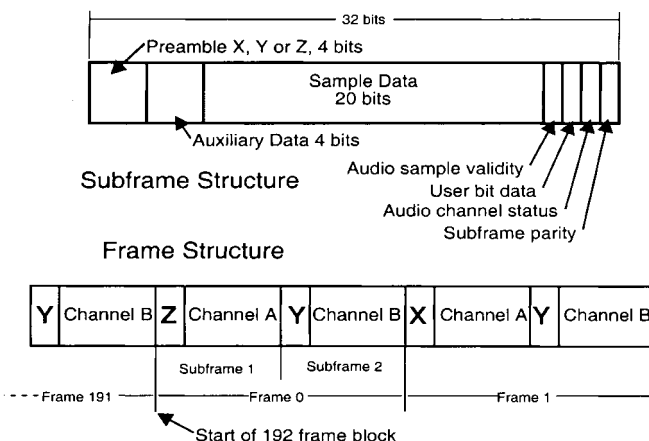 32 bits
Preamble X, Y or Z, 4 bits
Sample Data
20 bits
Auxiliary Data 4 bits
Audio sample validity
User bit data
Audio channel status
Subframe parity
Subframe Structure
Frame Structure
Y Channel B Z Channel A Y Channel B X Channel A Y Channel B
Subframe 1 Subframe 2
Frame 191 Frame 0 Frame 1
Start of 192 frame block